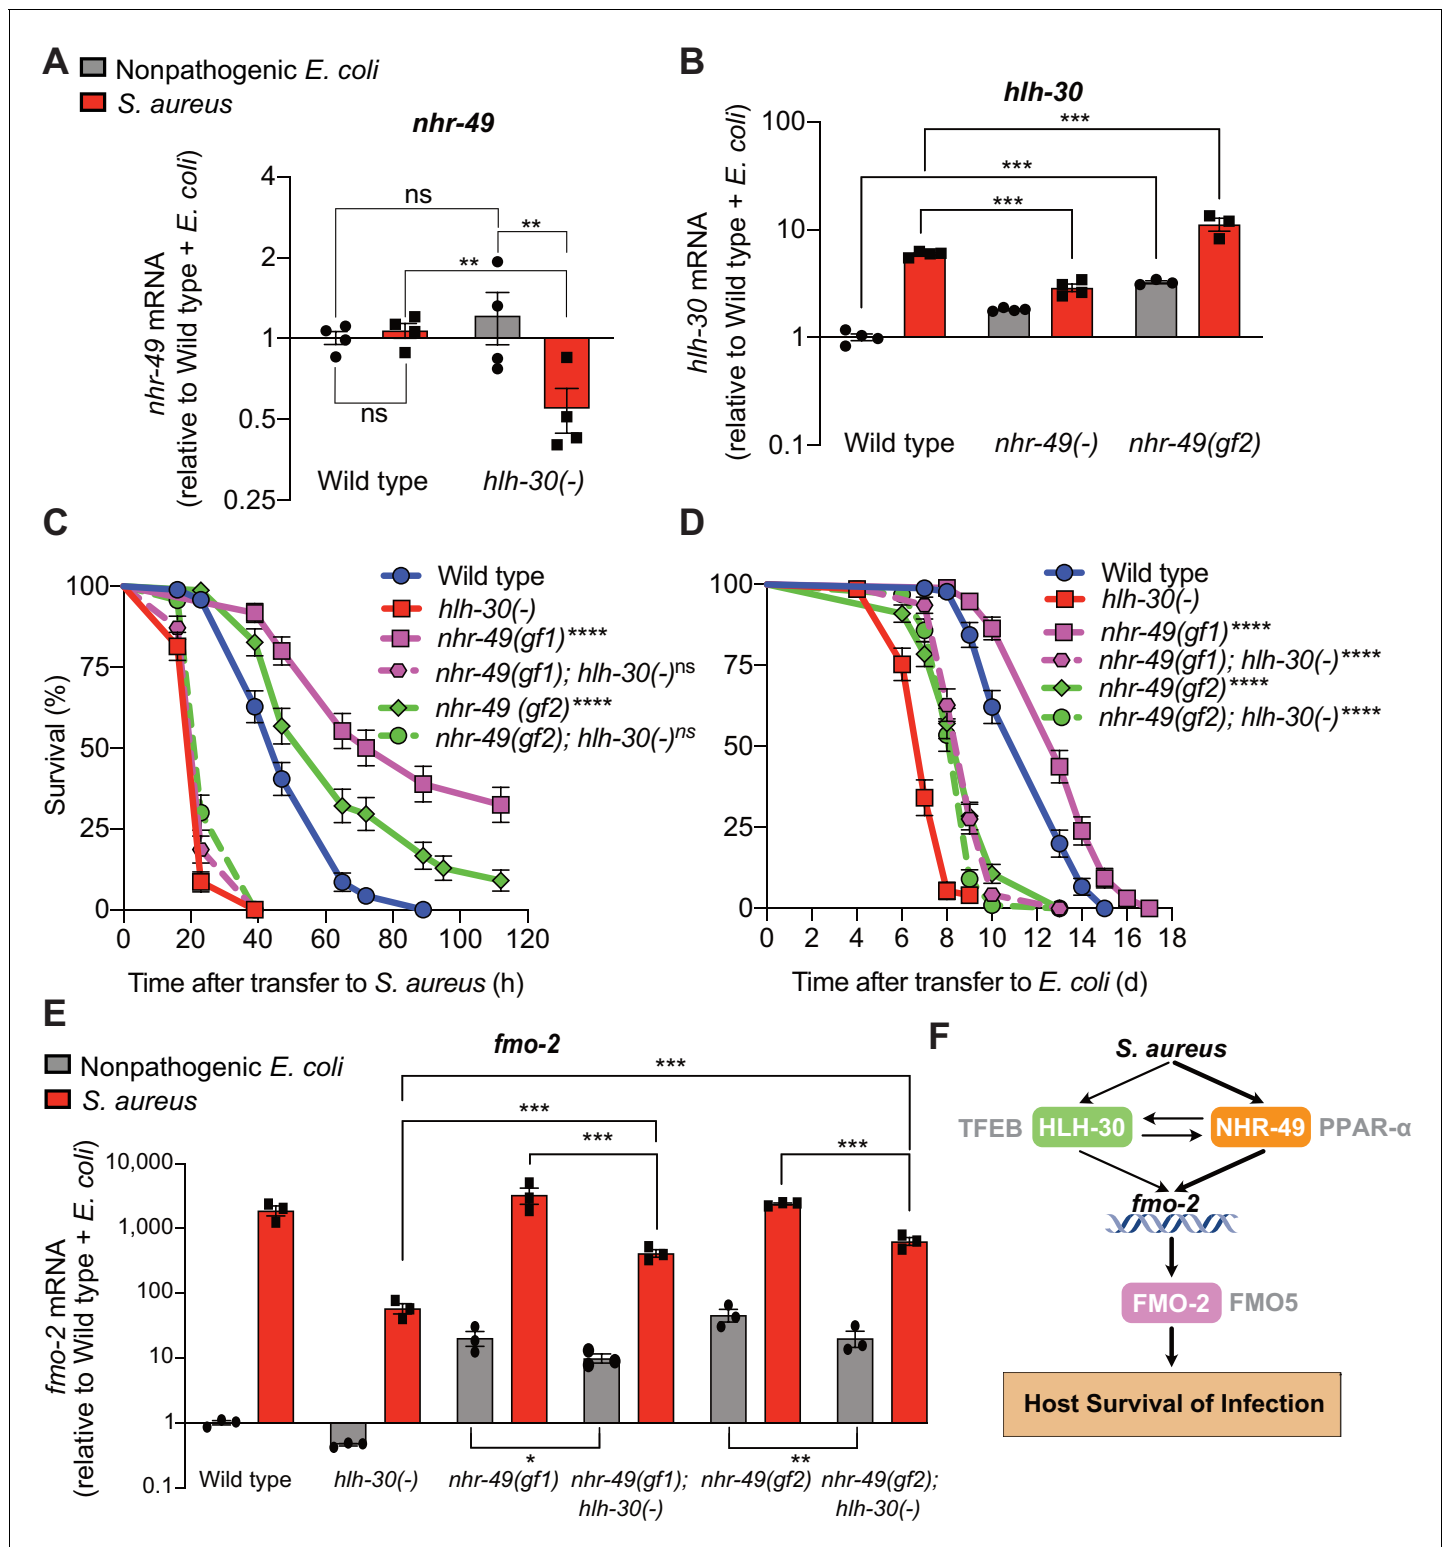 A
Nonpathogenic E. coli
S. aureus
nhr-49
nhr-49 mRNA
(relative to Wild type + E. coli)
4
2
1
0.5
0.25
ns
**
**
ns
Wild type
hlh-30(-)
B
hlh-30
hlh-30 mRNA
(relative to Wild type + E. coli)
100
10
1
0.1
***
***
***
Wild type
nhr-49(-)
nhr-49(gf2)
C
Survival (%)
100
75
50
25
0
0 20 40 60 80 100 120
Time after transfer to S. aureus (h)
Wild type
hlh-30(-)
nhr-49(gf1)****
nhr-49(gf1); hlh-30(-)ns
nhr-49 (gf2)****
nhr-49(gf2); hlh-30(-)ns
D
100
75
50
25
0
0 2 4 6 8 10 12 14 16 18
Time after transfer to E. coli (d)
Wild type
hlh-30(-)
nhr-49(gf1)****
nhr-49(gf1); hlh-30(-)****
nhr-49(gf2)****
nhr-49(gf2); hlh-30(-)****
E
Nonpathogenic E. coli
S. aureus
fmo-2
fmo-2 mRNA
(relative to Wild type + E. coli)
10,000
1,000
100
10
1
0.1
***
***
***
***
*
**
Wild type
hlh-30(-)
nhr-49(gf1)
nhr-49(gf1);
hlh-30(-)
nhr-49(gf2)
nhr-49(gf2);
hlh-30(-)
F
S. aureus
TFEB HLH-30 NHR-49 PPAR-α
fmo-2
FMO-2 FMO5
Host Survival of Infection